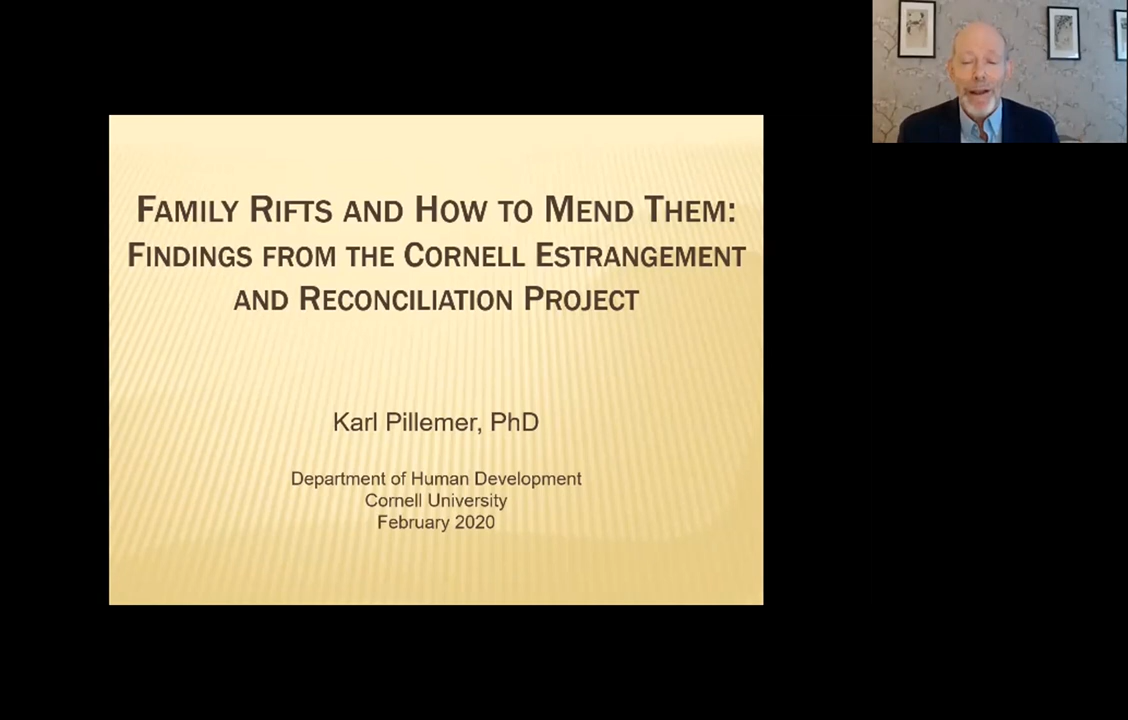 Family Rifts and How to Mend Them:
Findings from the Cornell Estrangement
and Reconciliation Project
Karl Pillemer, PhD
Department of Human Development
Cornell University
February 2020